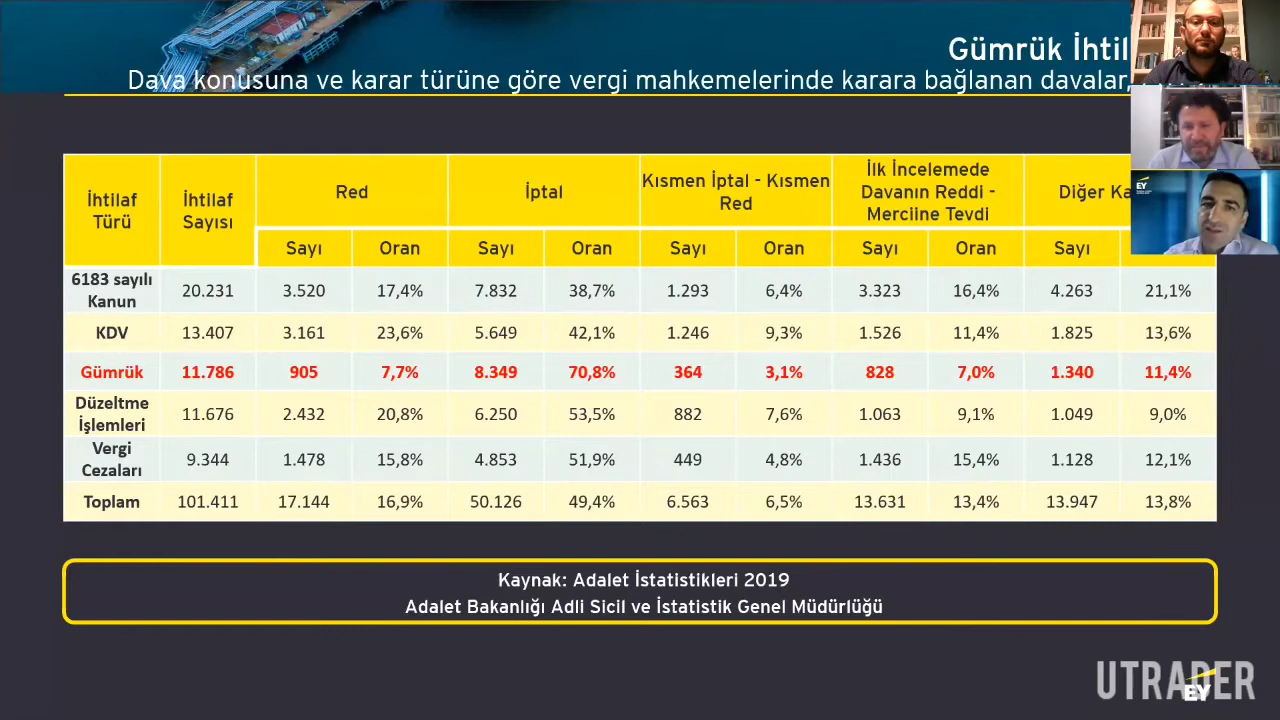 Gümrük
Dava konusuna ve karar türüne göre vergi mahkemelerinde karara bağlanan davalar,
İhtilaf Türü İhtilaf Sayısı Red İptal Kısmen İptal - Kısmen Red İlk İncelemede Davanın Reddi - Merciine Tevdi Diğer
Sayı Oran Sayı Oran Sayı Oran Sayı Oran Sayı
6183 sayılı Kanun 20.231 3.520 17,4% 7.832 38,7% 1.293 6,4% 3.323 16,4% 4.263 21,1%
KDV 13.407 3.161 23,6% 5.649 42,1% 1.246 9,3% 1.526 11,4% 1.825 13,6%
Gümrük 11.786 905 7,7% 8.349 70,8% 364 3,1% 828 7,0% 1.340 11,4%
Düzeltme İşlemleri 11.676 2.432 20,8% 6.250 53,5% 882 7,6% 1.063 9,1% 1.049 9,0%
Vergi Cezaları 9.344 1.478 15,8% 4.853 51,9% 449 4,8% 1.436 15,4% 1.128 12,1%
Toplam 101.411 17.144 16,9% 50.126 49,4% 6.563 6,5% 13.631 13,4% 13.947 13,8%
Kaynak: Adalet İstatistikleri 2019
Adalet Bakanlığı Adli Sicil ve İstatistik Genel Müdürlüğü
EY
UTRADER
EY